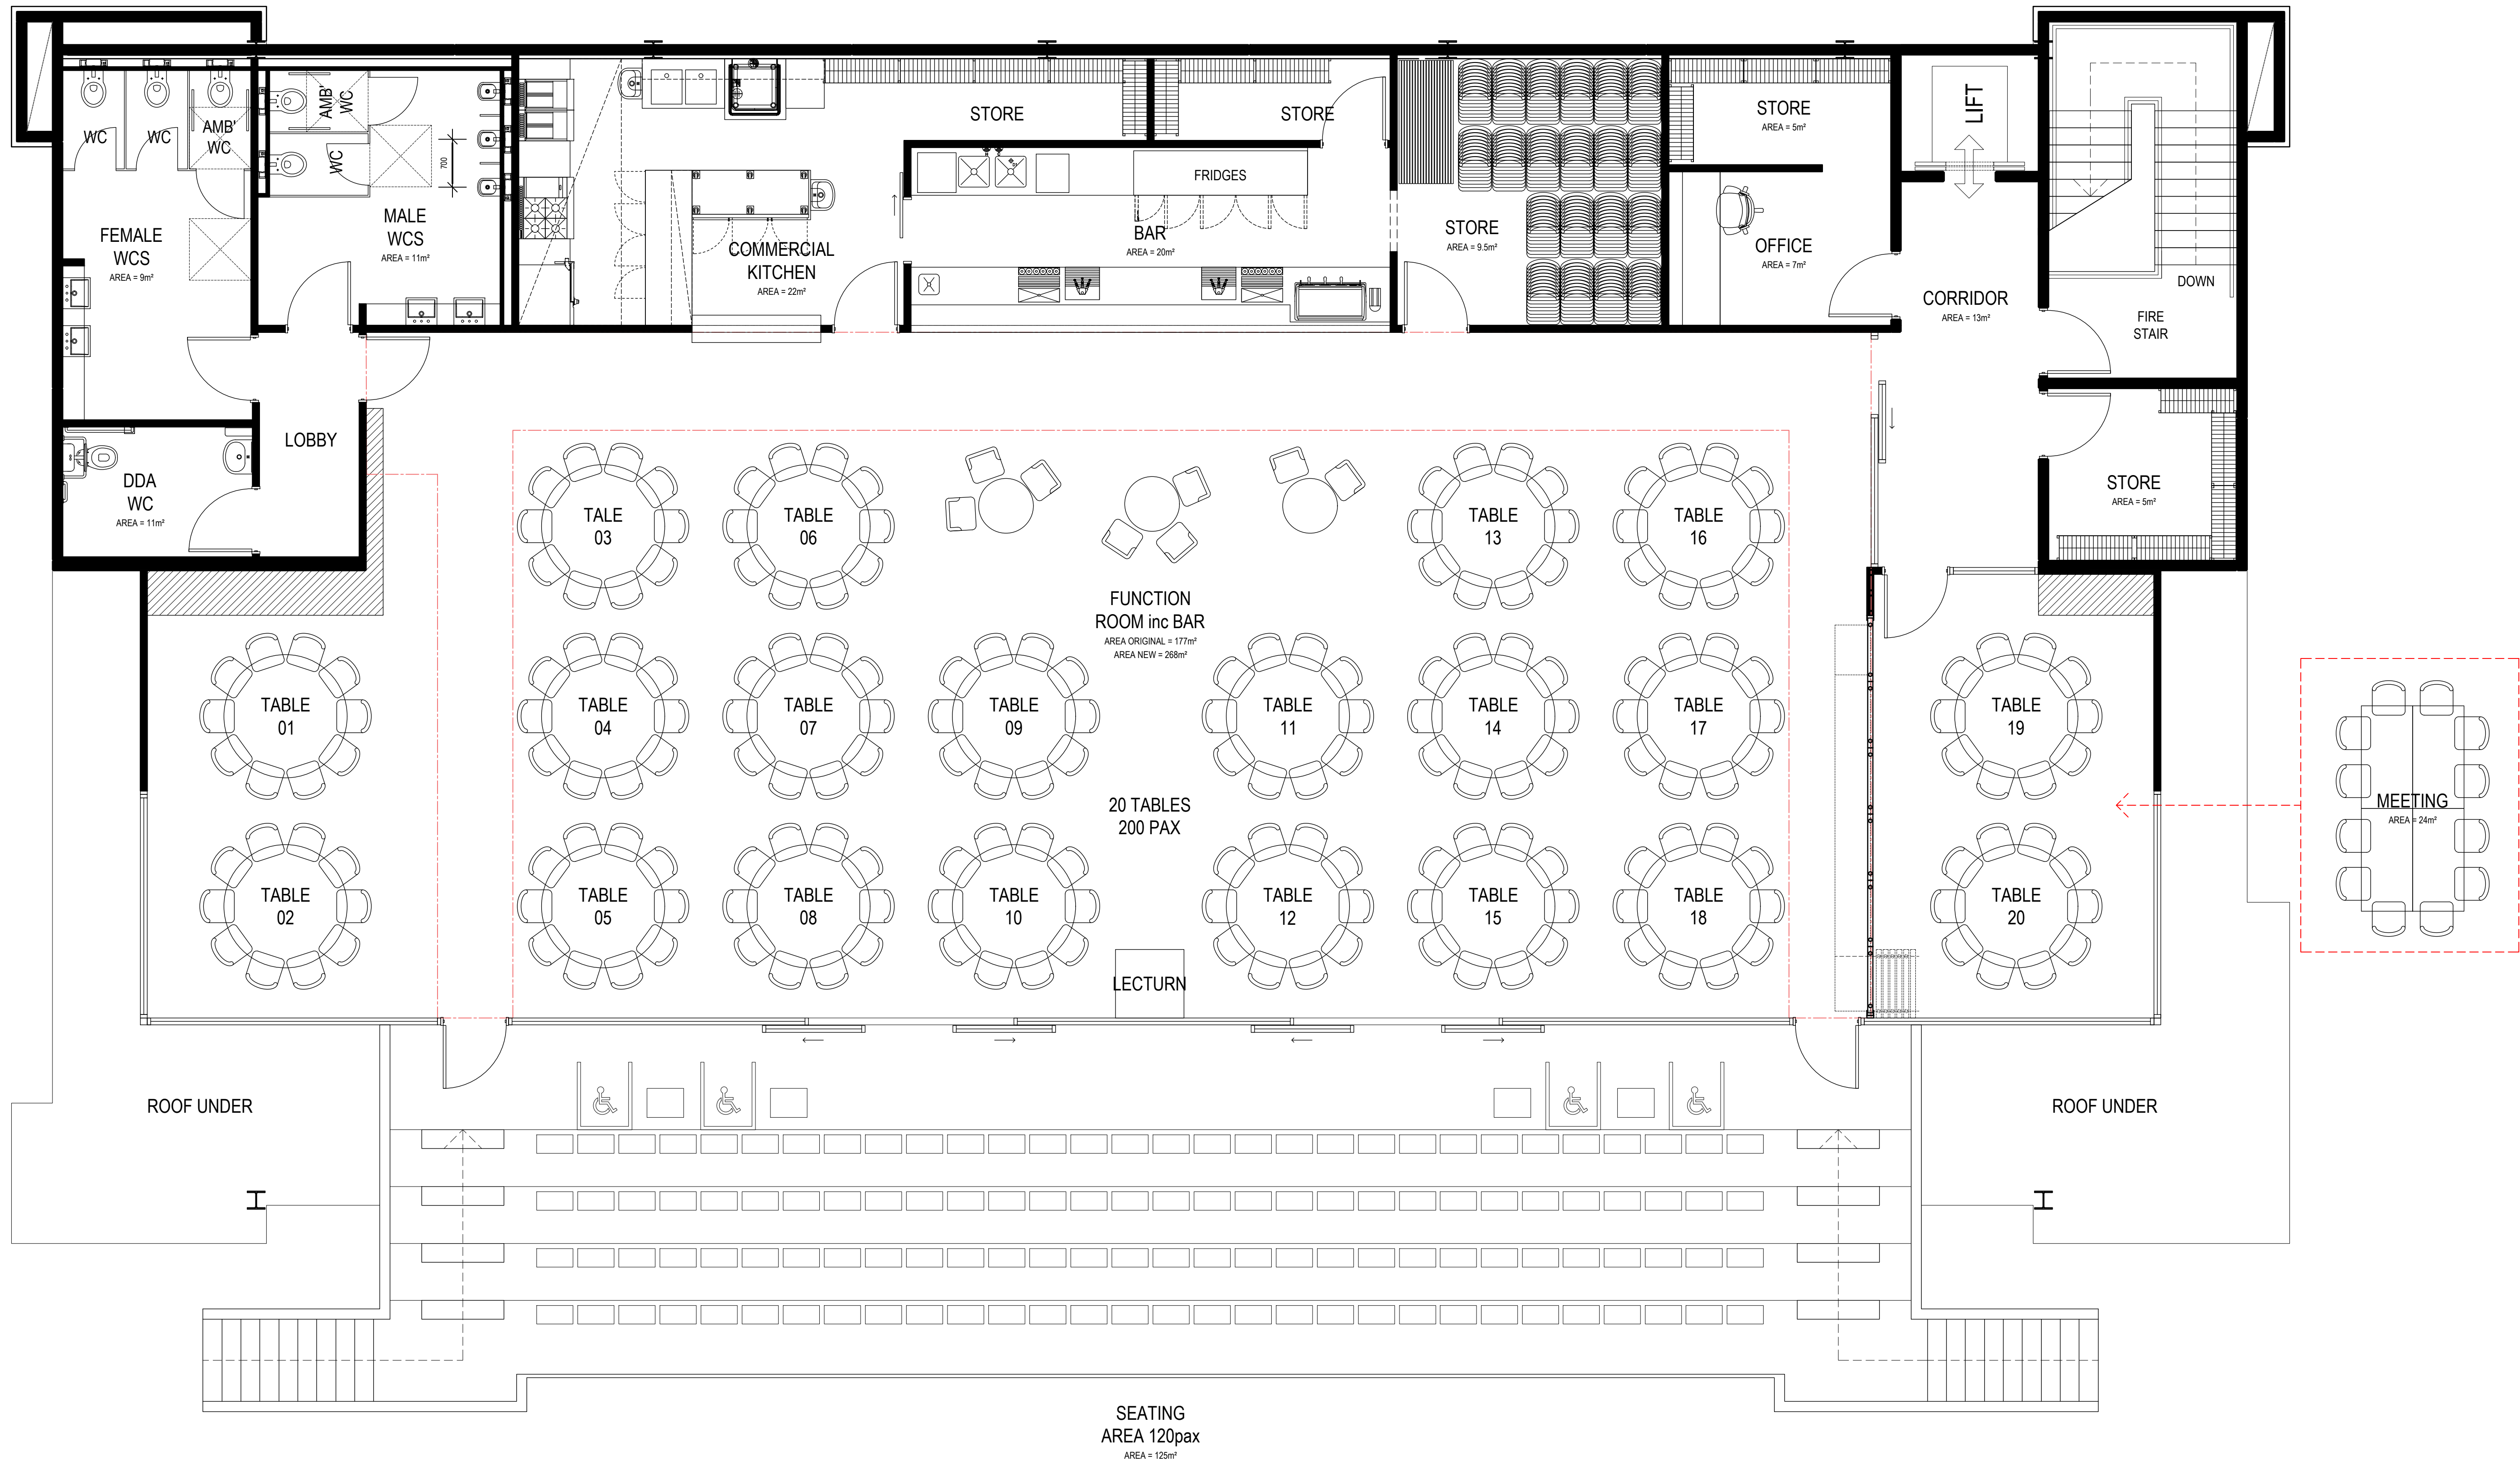 WC
WC
AMB'
WC
AMB'
WC
WC
700
FEMALE
WCS
AREA = 9m²
MALE
WCS
AREA = 11m²
COMMERCIAL
KITCHEN
AREA = 22m²
STORE
STORE
FRIDGES
BAR
AREA = 20m²
STORE
AREA = 9.5m²
STORE
AREA = 5m²
OFFICE
AREA = 7m²
LIFT
CORRIDOR
AREA = 13m²
DOWN
FIRE
STAIR
LOBBY
DDA
WC
AREA = 11m²
STORE
AREA = 5m²
TALE
03
TABLE
06
TABLE
13
TABLE
16
FUNCTION
ROOM inc BAR
AREA ORIGINAL = 177m²
AREA NEW = 268m²
TABLE
01
TABLE
04
TABLE
07
TABLE
09
TABLE
11
TABLE
14
TABLE
17
TABLE
19
20 TABLES
200 PAX
MEETING
AREA = 24m²
TABLE
02
TABLE
05
TABLE
08
TABLE
10
TABLE
12
TABLE
15
TABLE
18
TABLE
20
LECTURN
ROOF UNDER
ROOF UNDER
SEATING
AREA 120pax
AREA = 125m²